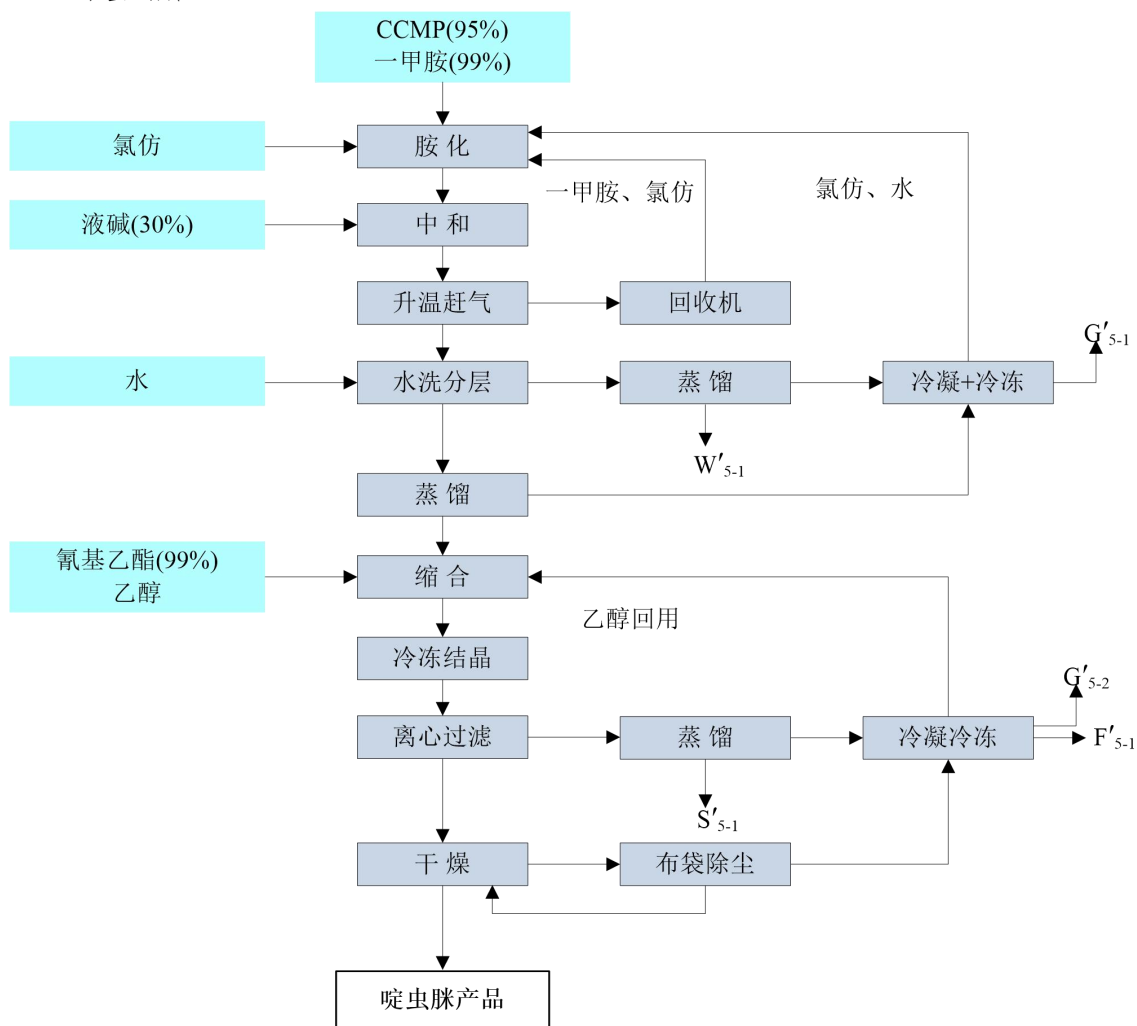 CCMP(95%)
一甲胺(99%)
氯仿
胺 化
一甲胺、氯仿
氯仿、水
液碱(30%)
中 和
升温赶气
回收机
G′5-1
水
水洗分层
蒸 馏
冷凝+冷冻
W′5-1
蒸 馏
氰基乙酯(99%)
乙醇
缩 合
乙醇回用
冷冻结晶
G′5-2
离心过滤
蒸 馏
冷凝冷冻
F′5-1
S′5-1
干 燥
布袋除尘
啶虫脒产品